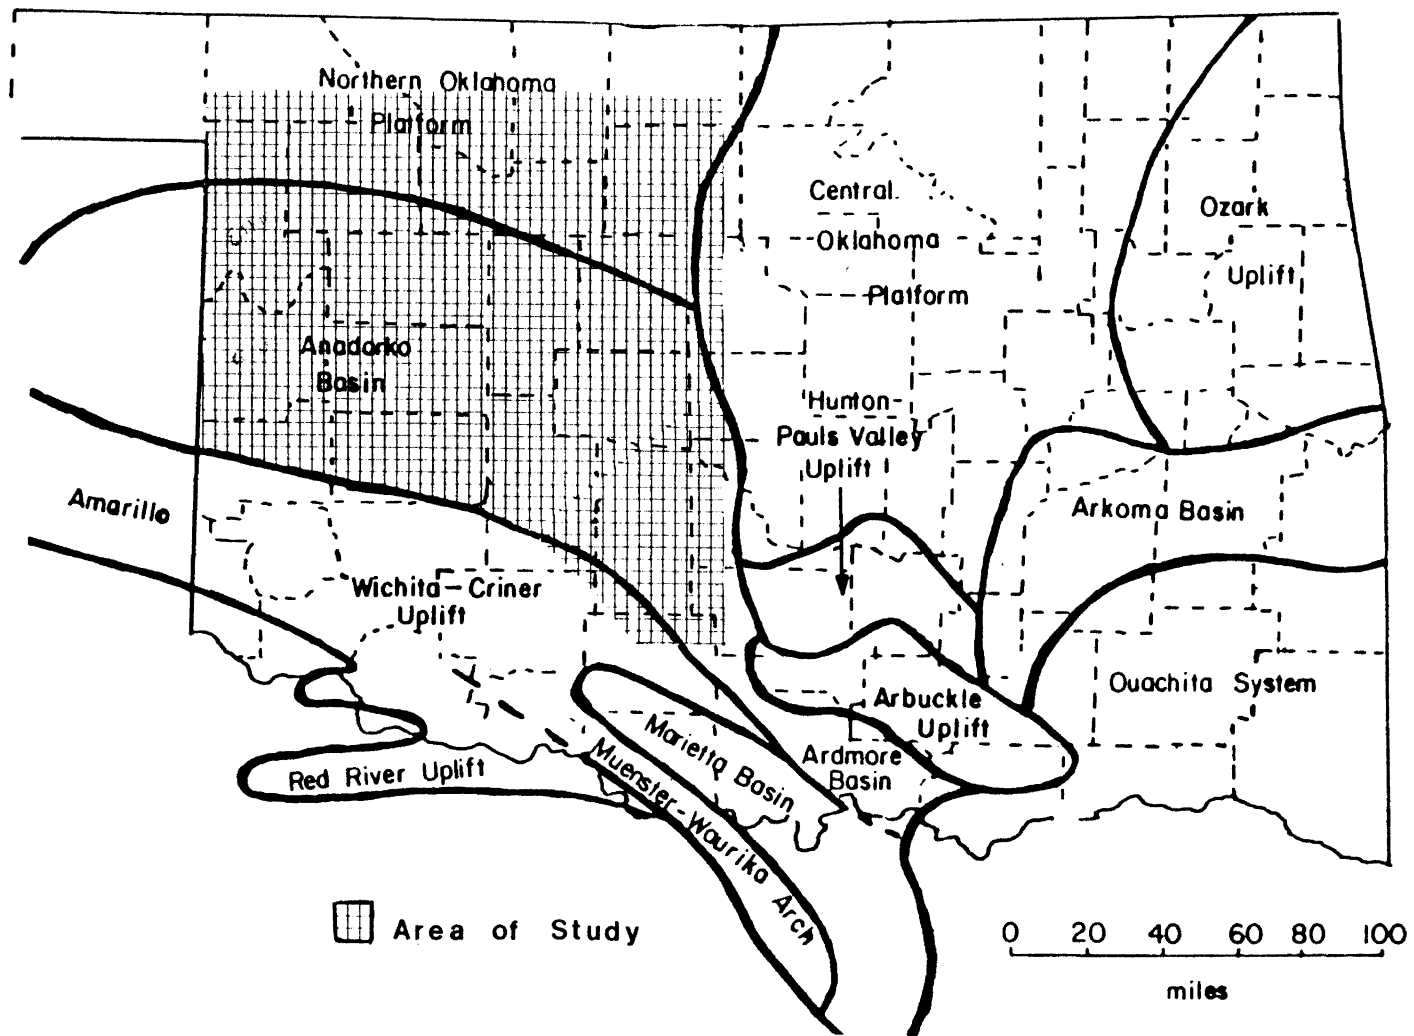 Northern Oklahoma
Platform
Central
Oklahoma
Platform
Ozark
Uplift
Anadarko
Basin
Hunton-
Pauls Valley
Uplift
Amarillo
Arkoma Basin
Wichita-Criner
Uplift
Ouachita System
Arbuckle
Uplift
Marietta Basin
Ardmore
Basin
Red River Uplift
Muenster-Waurika Arch
Area of Study
0 20 40 60 80 100
miles